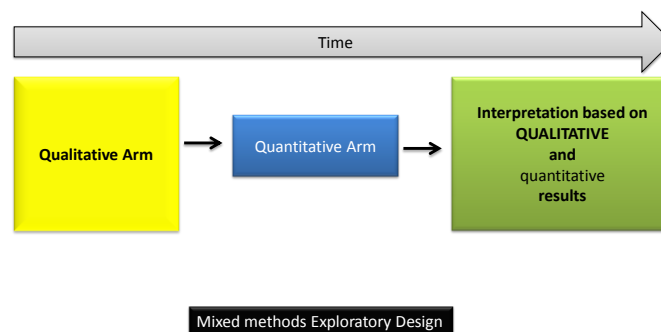 Time
Qualitative Arm
Quantitative Arm
Interpretation based on
QUALITATIVE
and
quantitative
results
Mixed methods Exploratory Design